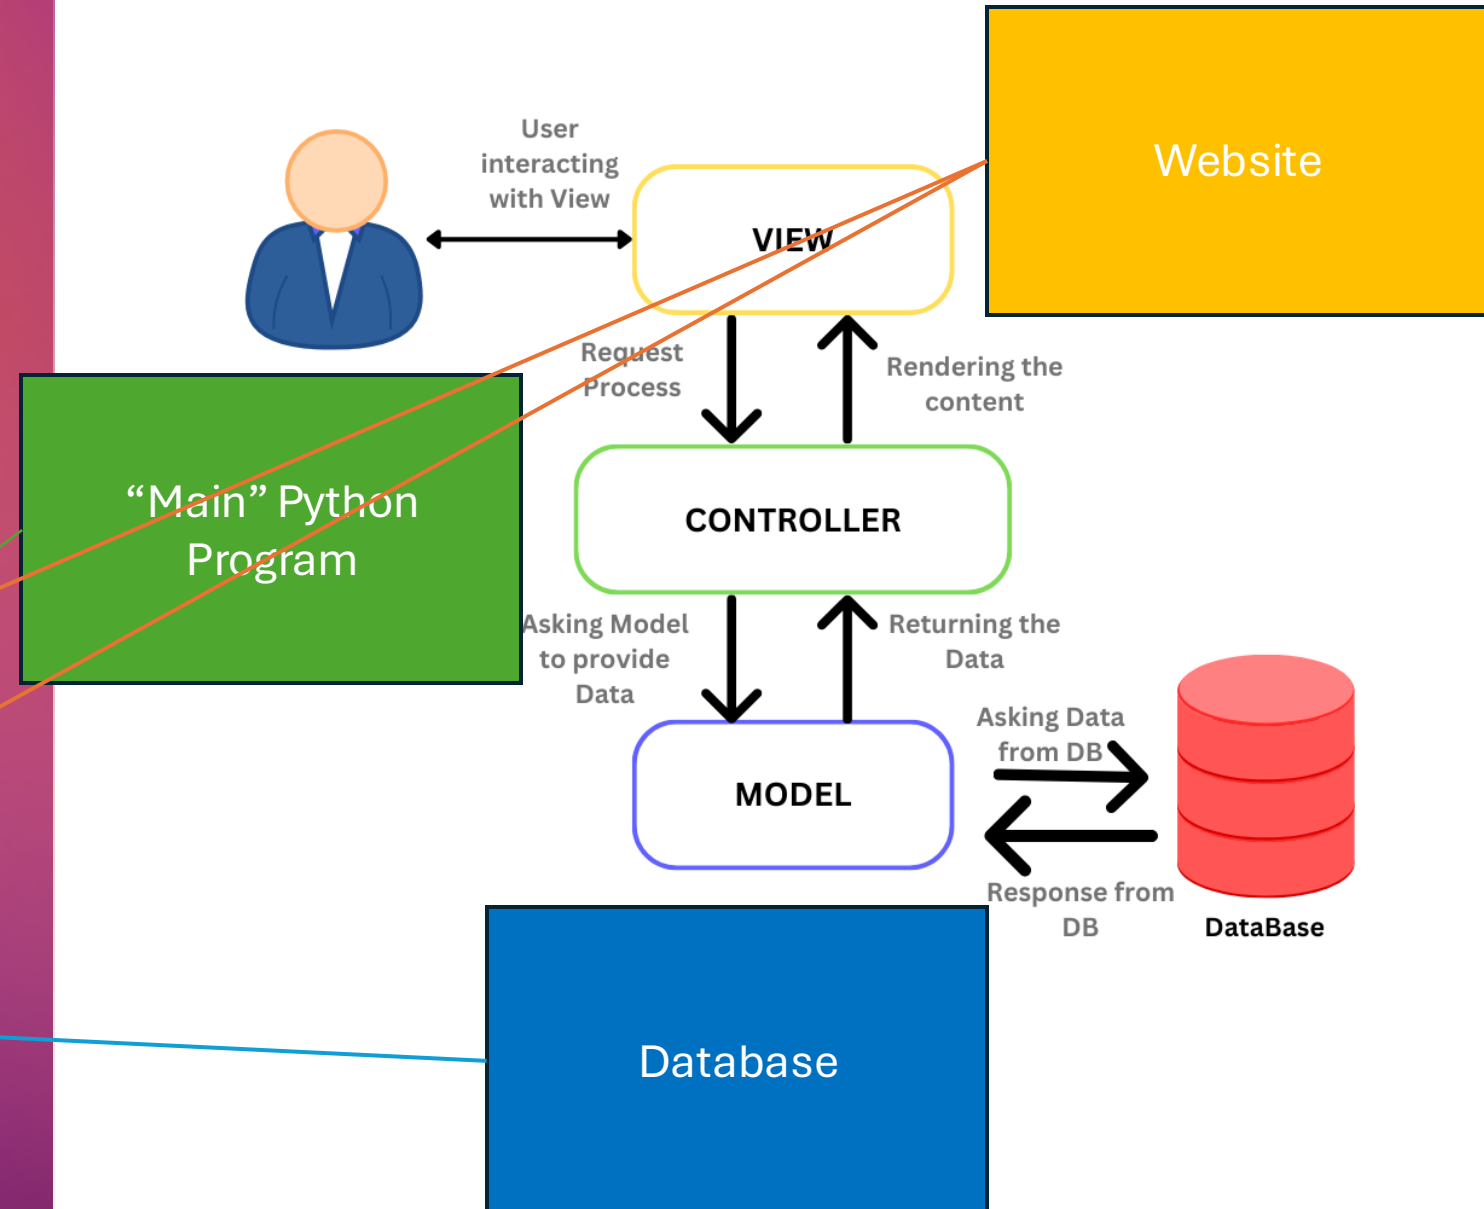 User
interacting
with View
Website
VIEW
Request
Process
Rendering the
content
“Main” Python
Program
CONTROLLER
Asking Model
to provide
Data
Returning the
Data
Asking Data
from DB
MODEL
Response from
DB
DataBase
Database